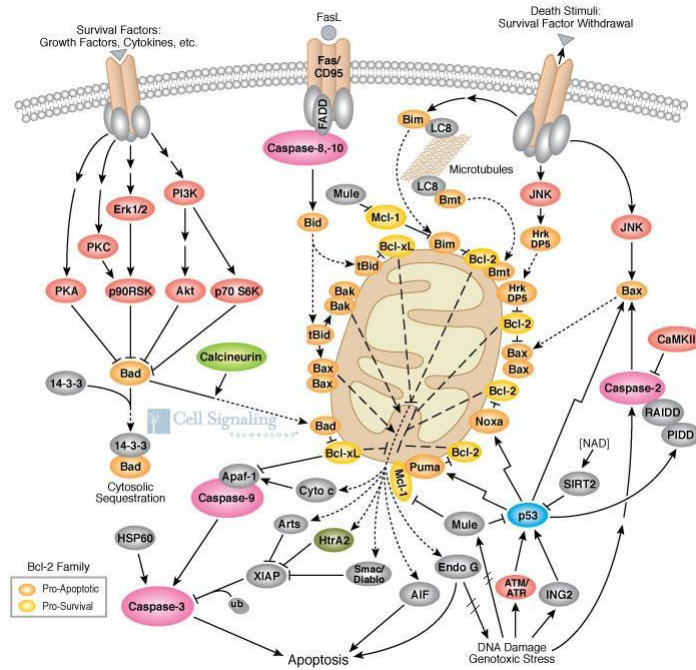 Survival Factors:
Growth Factors, Cytokines, etc.
FasL
Death Stimuli:
Survival Factor Withdrawal
Fas/
CD95
FADD
Caspase-8,-10
Bim
LC8
Microtubules
LC8
Bmt
Erk1/2
PI3K
PKC
PKA
p90RSK
Akt
p70 S6K
Bid
Mule
Mcl-1
JNK
Hrk
DP5
JNK
Bcl-xL
tBid
Bim
Bcl-2
Bmt
Bak
Bak
Hrk
DP5
Bax
tBid
Bcl-2
Bax
Bax
Bax
Bax
CaMKII
Calcineurin
Bad
14-3-3
Caspase-2
RAIDD
PIDD
Bcl-2
Noxa
Cell Signaling
TECHNOLOGY
Bad
Bcl-xL
Bcl-2
Puma
Mcl-1
14-3-3
Bad
Cytosolic
Sequestration
Apaf-1
Caspase-9
Cyto c
[NAD]
SIRT2
p53
Mule
Arts
HtrA2
HSP60
Endo G
XIAP
Smac/
Diablo
AIF
ATM/
ATR
ING2
Bcl-2 Family
Pro-Apoptotic
Pro-Survival
Caspase-3
ub
Apoptosis
DNA Damage
Genotoxic Stress